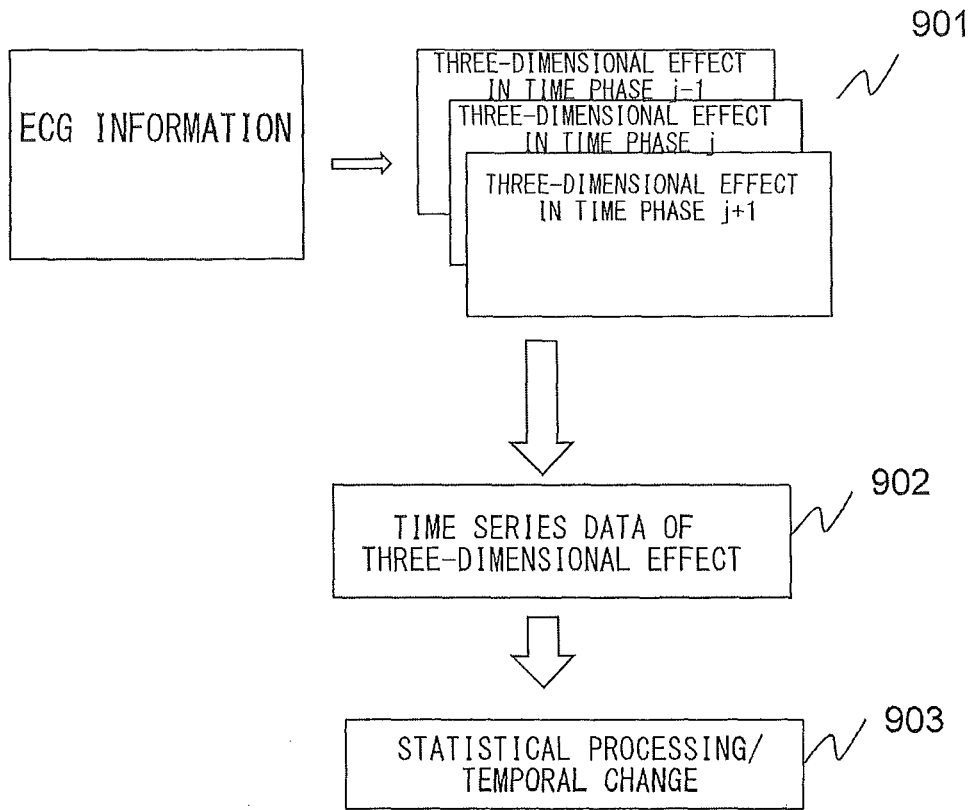 901
ECG INFORMATION
THREE-DIMENSIONAL EFFECT
IN TIME PHASE j-1
THREE-DIMENSIONAL EFFECT
IN TIME PHASE j
THREE-DIMENSIONAL EFFECT
IN TIME PHASE j+1
902
TIME SERIES DATA OF
THREE-DIMENSIONAL EFFECT
903
STATISTICAL PROCESSING/
TEMPORAL CHANGE